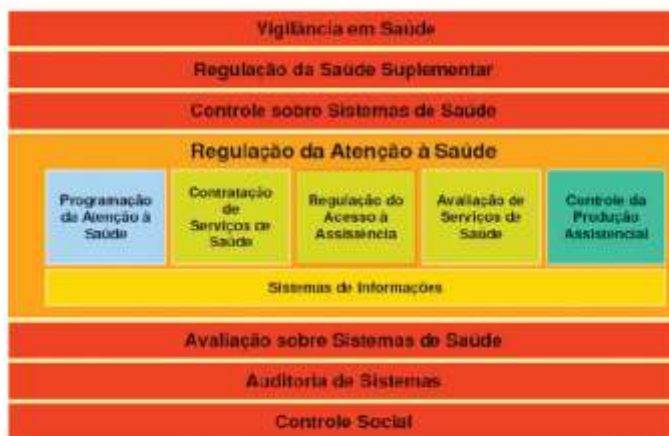 Vigilância em Saúde
Regulação da Saúde Suplementar
Controle sobre Sistemas de Saúde
Regulação da Atenção à Saúde
Programação
da Atenção à
Saúde
Contratação
de
Serviços de
Saúde
Regulação do
Acesso à
Assistência
Avaliação de
Serviços de
Saúde
Controle da
Produção
Assistencial
Sistemas de Informações
Avaliação sobre Sistemas de Saúde
Auditoria de Sistemas
Controle Social